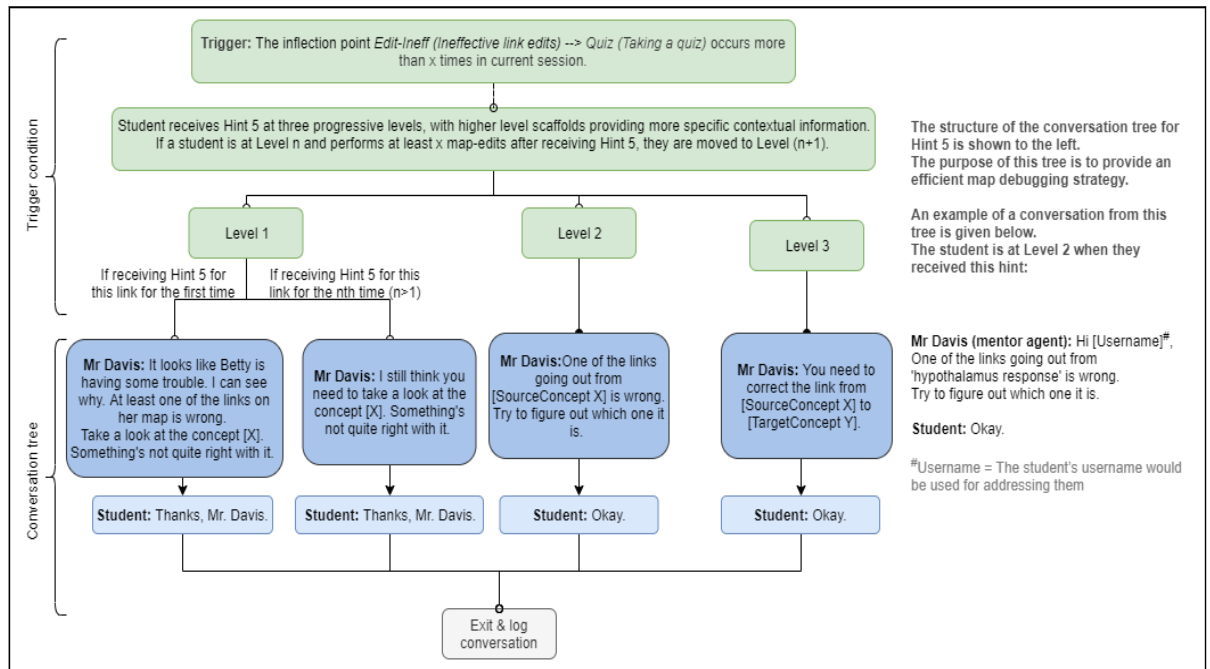 Trigger: The inflection point Edit-Ineff (Ineffective link edits) --> Quiz (Taking a quiz) occurs more
than x times in current session.
Trigger condition
Student receives Hint 5 at three progressive levels, with higher level scaffolds providing more specific contextual information.
If a student is at Level n and performs at least x map-edits after receiving Hint 5, they are moved to Level (n+1).
Level 1
Level 2
Level 3
If receiving Hint 5 for
this link for the first time
If receiving Hint 5 for this
link for the nth time (n>1)
Conversation tree
Mr Davis: It looks like Betty is
having some trouble. I can see
why. At least one of the links on
her map is wrong.
Take a look at the concept [X].
Something's not quite right with it.
Mr Davis: I still think you
need to take a look at the
concept [X]. Something's
not quite right with it.
Mr Davis:One of the links
going out from
[SourceConcept X] is wrong.
Try to figure out which one it
is.
Mr Davis: You need to
correct the link from
[SourceConcept X] to
[TargetConcept Y].
Student: Thanks, Mr. Davis.
Student: Thanks, Mr. Davis.
Student: Okay.
Student: Okay.
Exit & log
conversation
The structure of the conversation tree for
Hint 5 is shown to the left.
The purpose of this tree is to provide an
efficient map debugging strategy.
An example of a conversation from this
tree is given below.
The student is at Level 2 when they
received this hint:
Mr Davis (mentor agent): Hi [Username]#,
One of the links going out from
'hypothalamus response' is wrong.
Try to figure out which one it is.
Student: Okay.
#Username = The student's username would
be used for addressing them